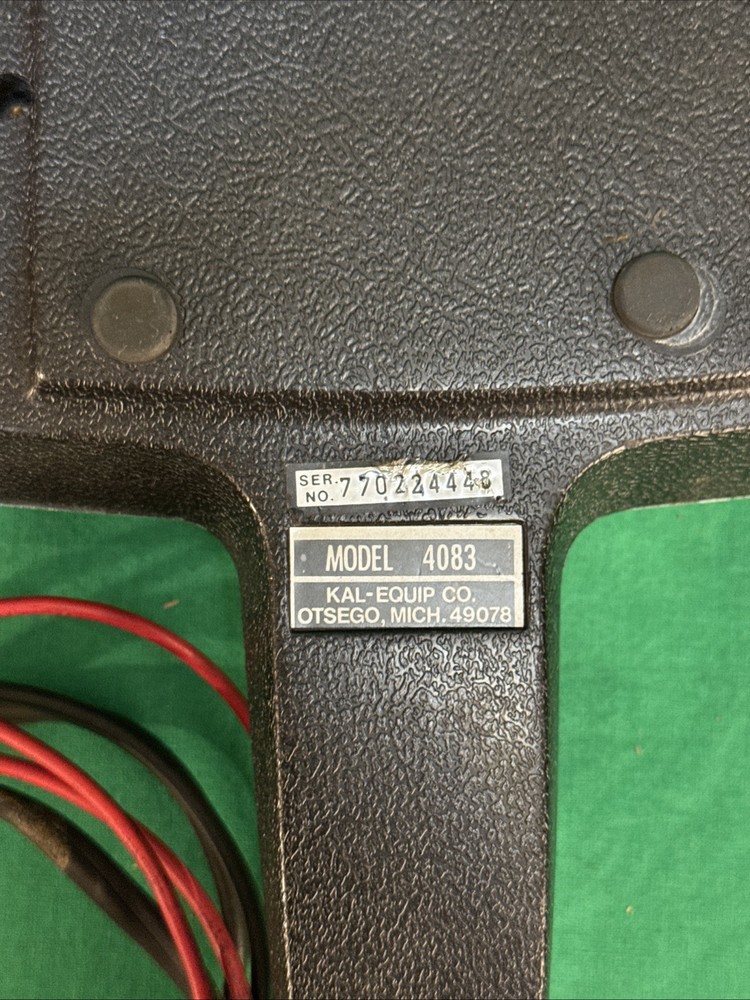 SER. NO. 770224448
MODEL 4083
KAL-EQUIP CO.
OTSEGO, MICH. 49078